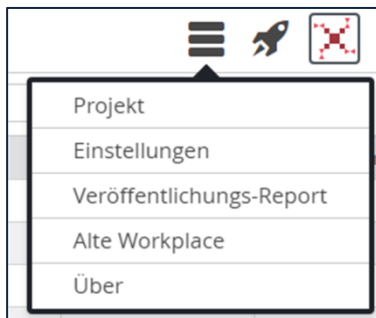 Projekt
Einstellungen
Veröffentlichungs-Report
Alte Workplace
Über